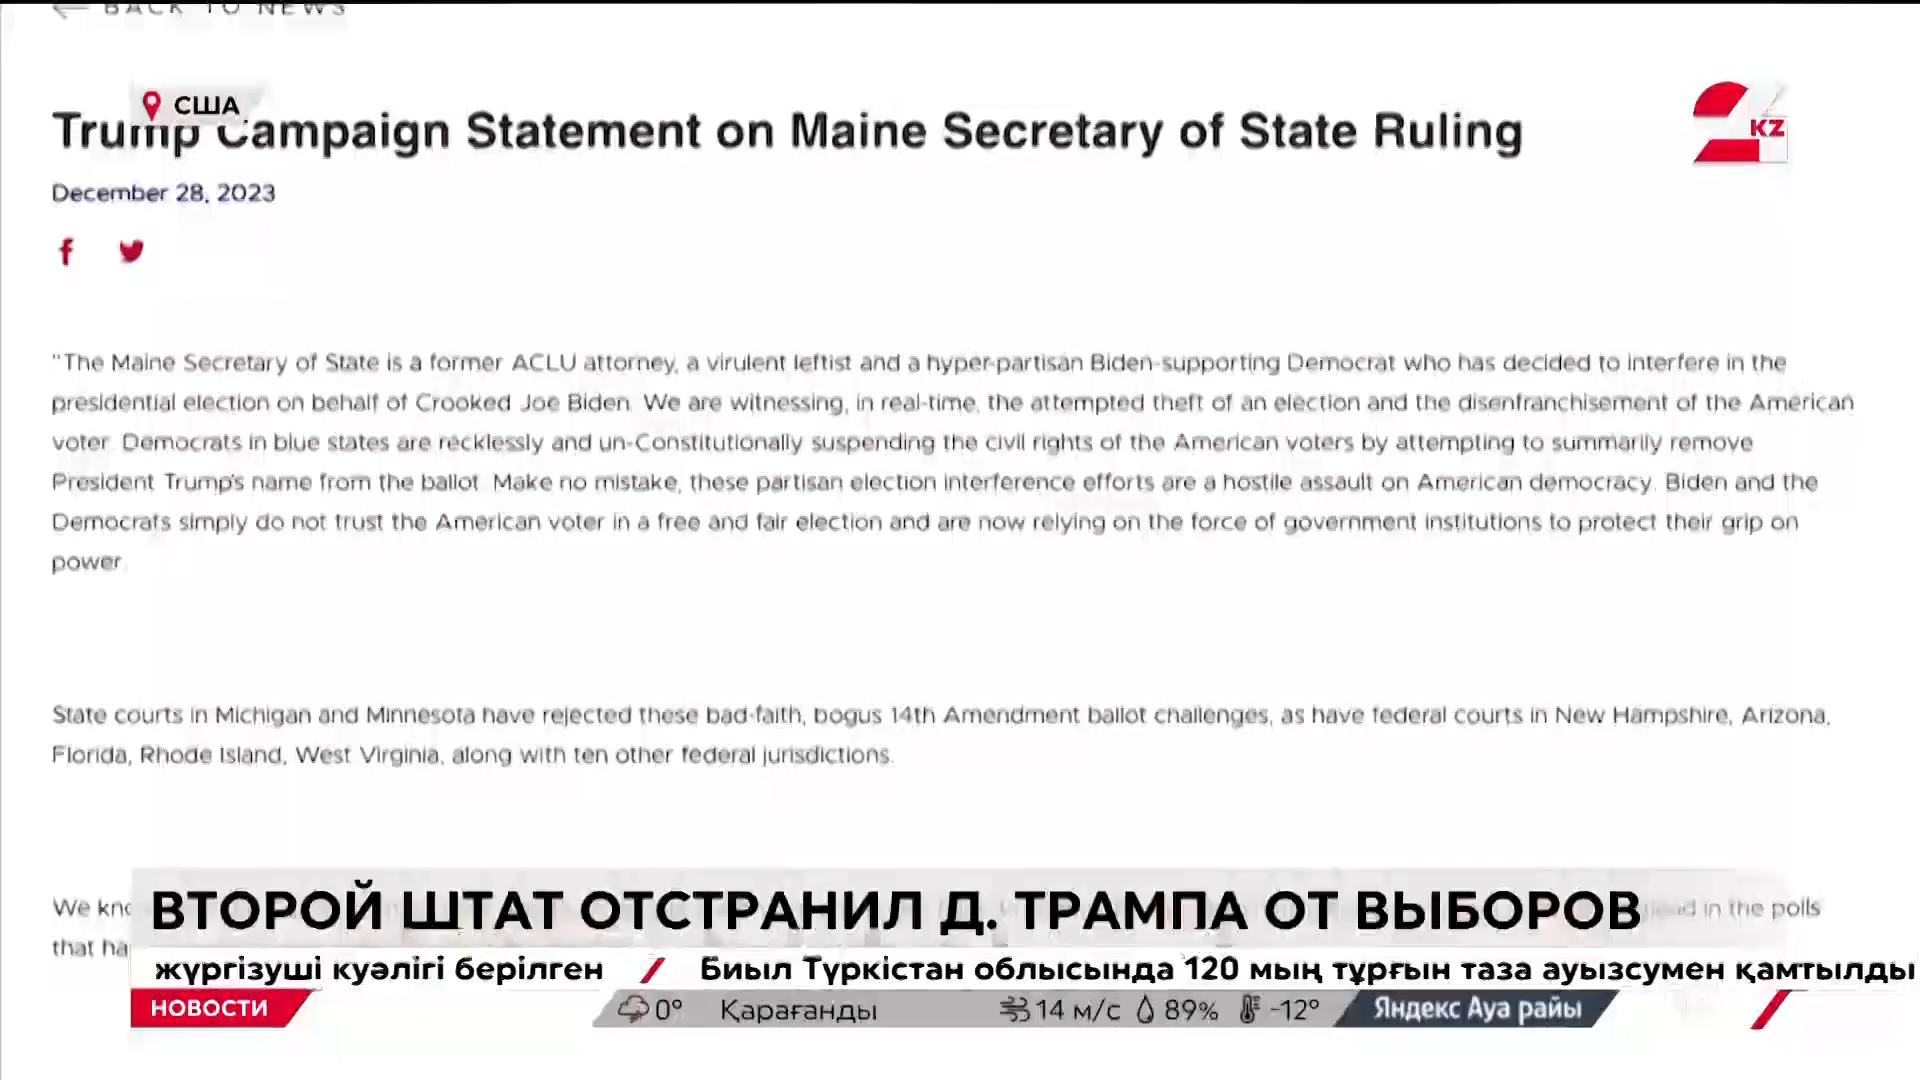 ← BACK TO NEWS
США
KZ
Trump Campaign Statement on Maine Secretary of State Ruling
December 28, 2023
"The Maine Secretary of State is a former ACLU attorney, a virulent leftist and a hyper-partisan Biden-supporting Democrat who has decided to interfere in the
presidential election on behalf of Crooked Joe Biden. We are witnessing, in real-time, the attempted theft of an election and the disenfranchisement of the American
voter. Democrats in blue states are recklessly and un-Constitutionally suspending the civil rights of the American voters by attempting to summarily remove
President Trump's name from the ballot. Make no mistake, these partisan election interference efforts are a hostile assault on American democracy. Biden and the
Democrats simply do not trust the American voter in a free and fair election and are now relying on the force of government institutions to protect their grip on
power.
State courts in Michigan and Minnesota have rejected these bad-faith, bogus 14th Amendment ballot challenges, as have federal courts in New Hampshire, Arizona,
Florida, Rhode Island, West Virginia, along with ten other federal jurisdictions.
We in the polls
that
ВТОРОЙ ШТАТ ОТСТРАНИЛ Д. ТРАМПА ОТ ВЫБОРОВ
жүргізуші куәлігі берілген / Биыл Түркістан облысында 120 мың тұрғын таза ауызсумен қамтылды
НОВОСТИ 0° Қарағанды 14 м/с 89% -12° Яндекс Ауа райы